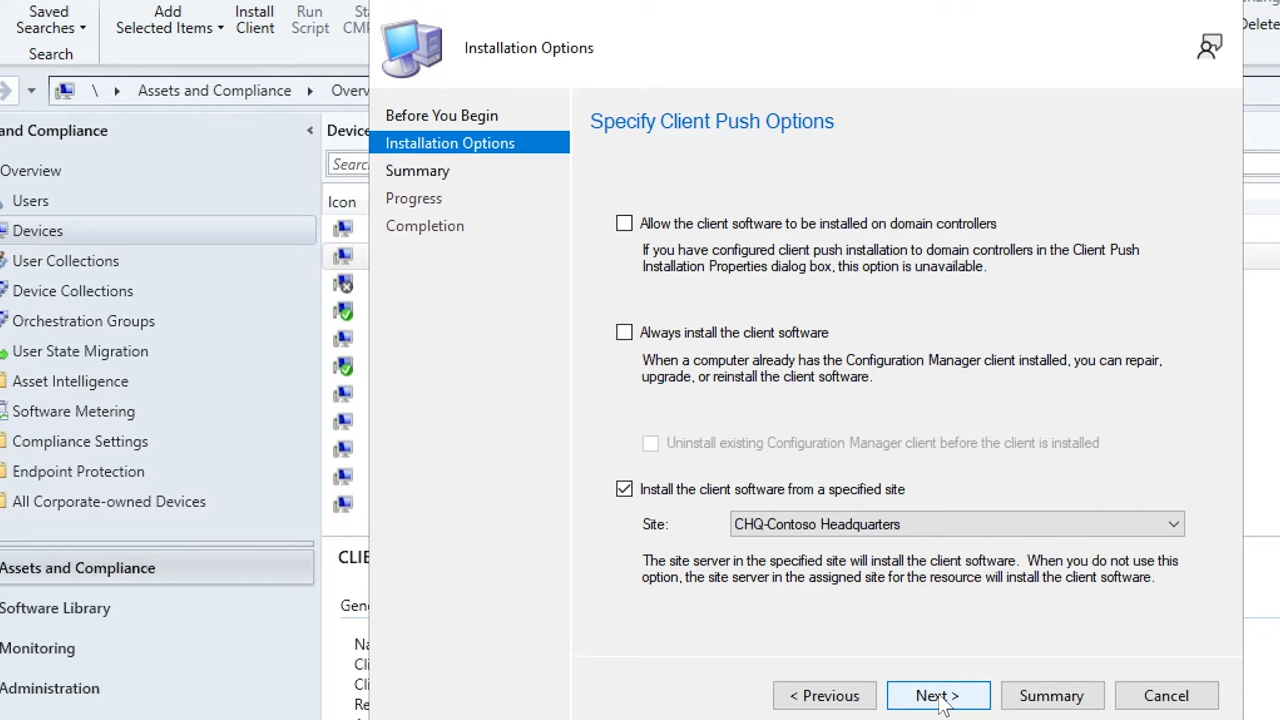 Saved
Searches
Search
Add
Selected Items
Install
Client
Run
Script
\
Assets and Compliance
and Compliance
Overview
Users
Devices
User Collections
Device Collections
Orchestration Groups
User State Migration
Asset Intelligence
Software Metering
Compliance Settings
Endpoint Protection
All Corporate-owned Devices
Assets and Compliance
Software Library
Monitoring
Administration
Icon
Installation Options
Before You Begin
Installation Options
Summary
Progress
Completion
Specify Client Push Options
Allow the client software to be installed on domain controllers
If you have configured client push installation to domain controllers in the Client Push
Installation Properties dialog box, this option is unavailable.
Always install the client software
When a computer already has the Configuration Manager client installed, you can repair,
upgrade, or reinstall the client software.
Uninstall existing Configuration Manager client before the client is installed
Install the client software from a specified site
Site:
CHQ-Contoso Headquarters
The site server in the specified site will install the client software. When you do not use this
option, the site server in the assigned site for the resource will install the client software.
< Previous
Next >
Summary
Cancel